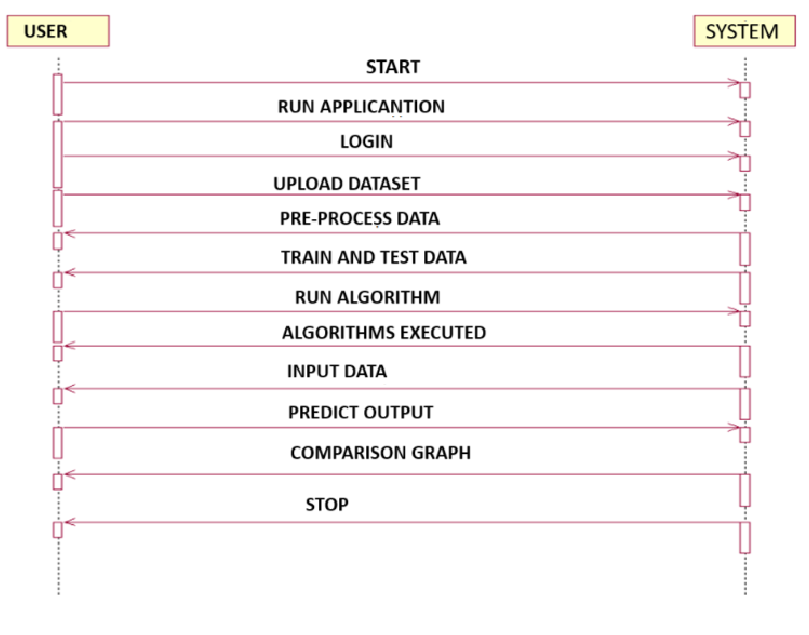 USER
SYSTEM
START
RUN APPLICANTION
LOGIN
UPLOAD DATASET
PRE-PROCESS DATA
TRAIN AND TEST DATA
RUN ALGORITHM
ALGORITHMS EXECUTED
INPUT DATA
PREDICT OUTPUT
COMPARISON GRAPH
STOP